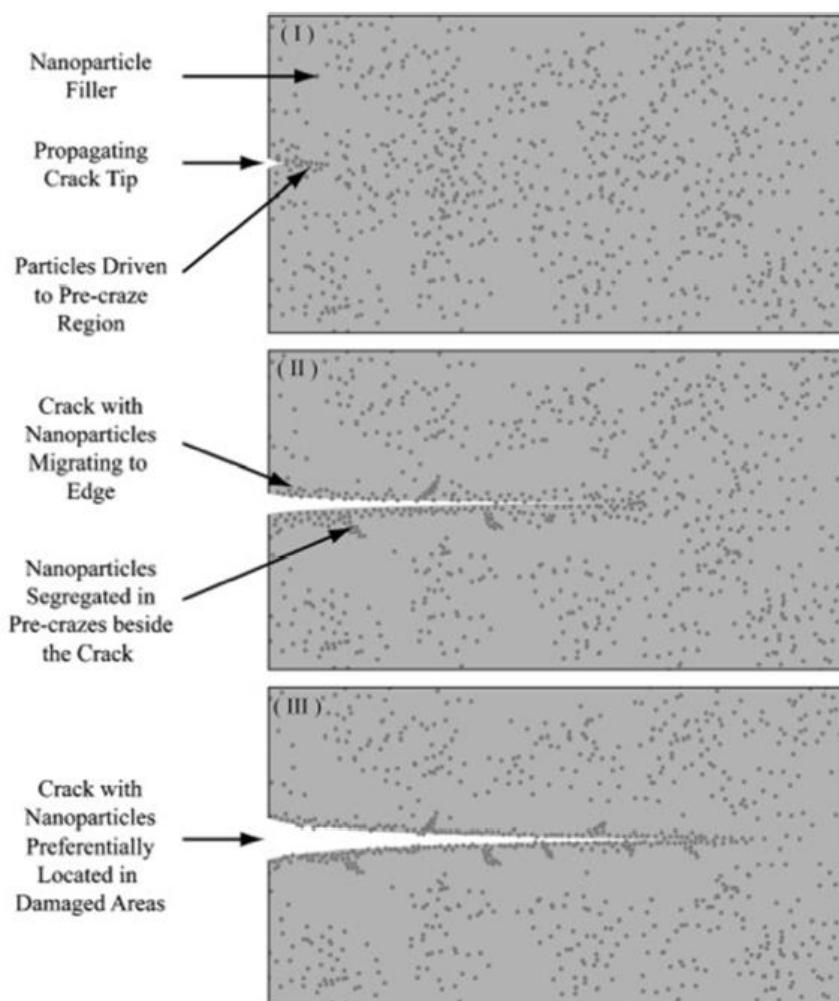 ( I )
Nanoparticle
Filler
Propagating
Crack Tip
Particles Driven
to Pre-craze
Region
( II )
Crack with
Nanoparticles
Migrating to
Edge
Nanoparticles
Segregated in
Pre-crazes beside
the Crack
( III )
Crack with
Nanoparticles
Preferentially
Located in
Damaged Areas